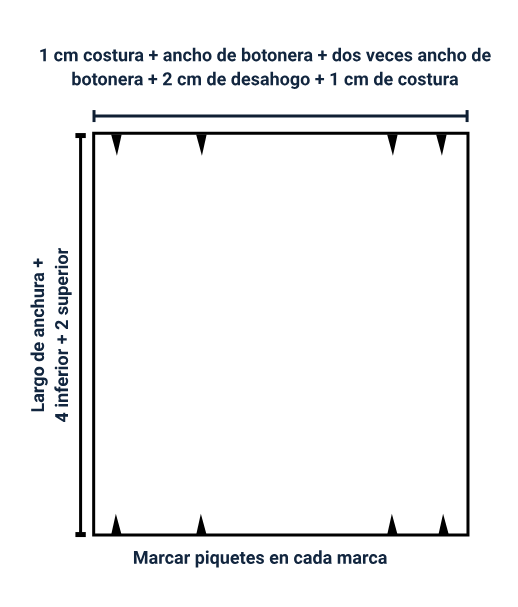 1 cm costura + ancho de botonera + dos veces ancho de
botonera + 2 cm de desahogo + 1 cm de costura
Largo de anchura +
4 inferior + 2 superior
Marcar piquetes en cada marca